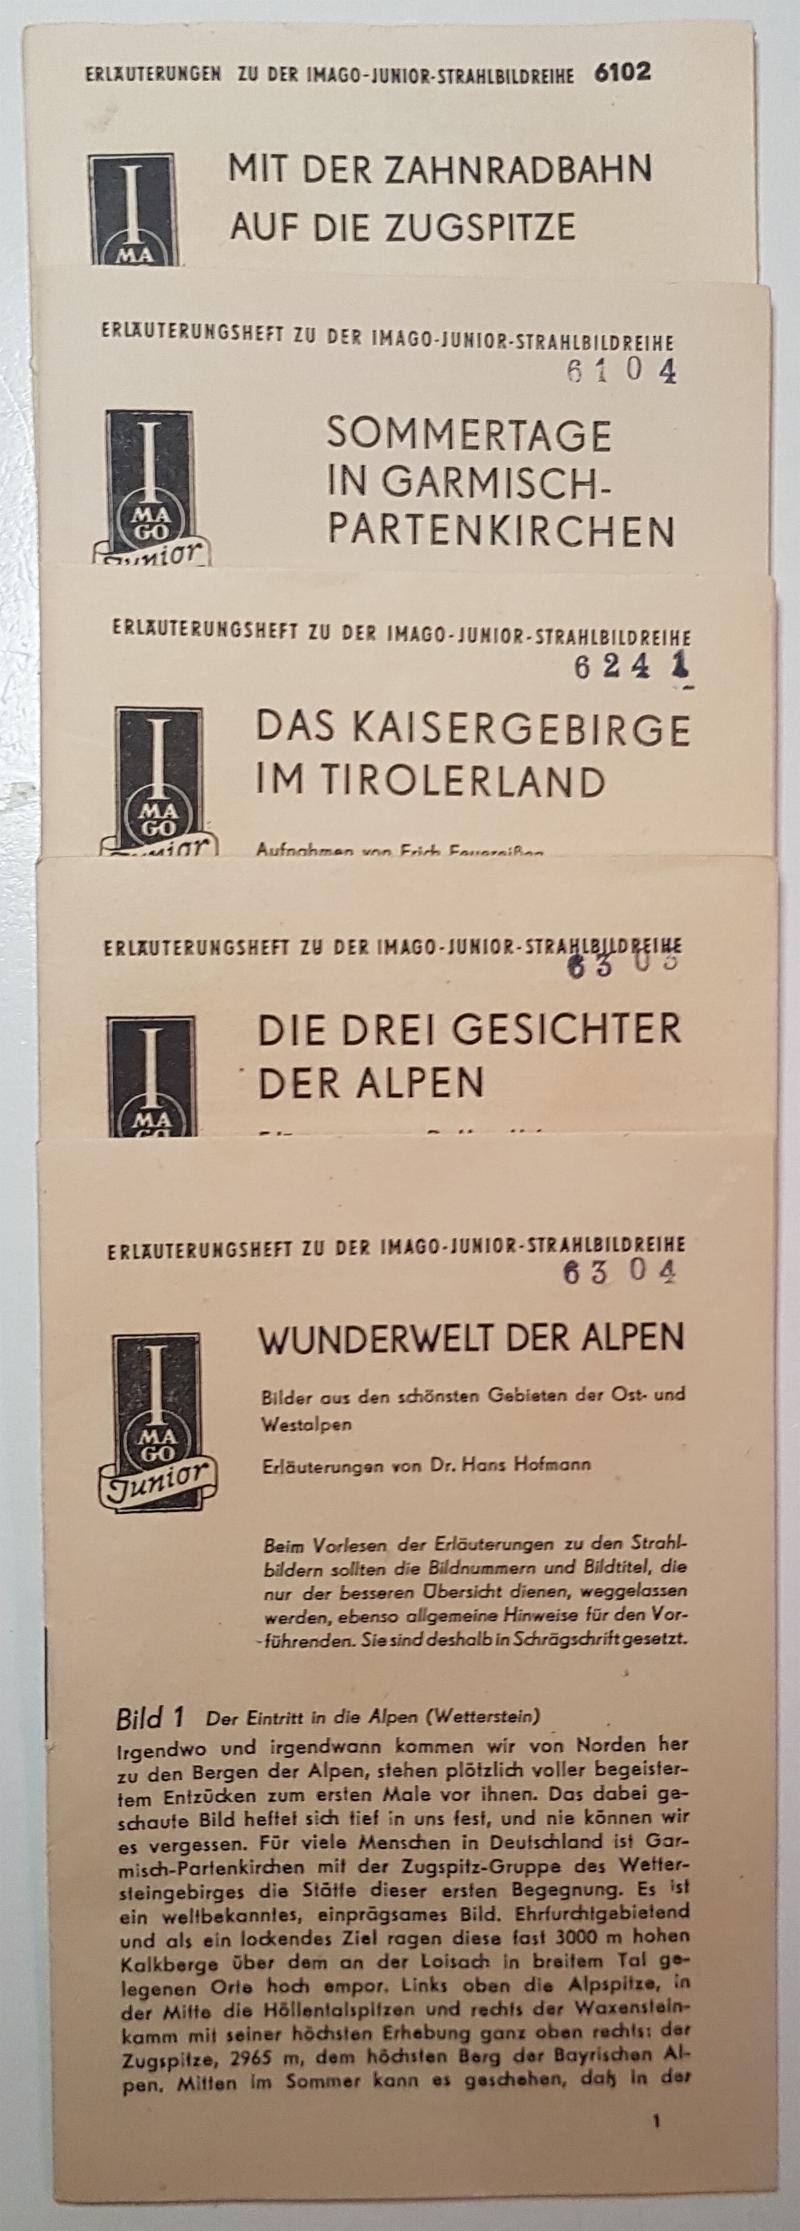 ERLÄUTERUNGEN ZU DER IMAGO-JUNIOR-STRAHLBILDREIHE 6102
I
MA
MIT DER ZAHNRADBAHN
AUF DIE ZUGSPITZE
ERLÄUTERUNGSHEFT ZU DER IMAGO-JUNIOR-STRAHLBILDREIHE
6104
I
MA
GO
Junior
SOMMERTAGE
IN GARMISCH-
PARTENKIRCHEN
ERLÄUTERUNGSHEFT ZU DER IMAGO-JUNIOR-STRAHLBILDREIHE
6241
I
MA
GO
Junior
DAS KAISERGEBIRGE
IM TIROLERLAND
Aufnahmen von Erich
ERLÄUTERUNGSHEFT ZU DER IMAGO-JUNIOR-STRAHLBILDREIHE
I
MA
GO
DIE DREI GESICHTER
DER ALPEN
ERLÄUTERUNGSHEFT ZU DER IMAGO-JUNIOR-STRAHLBILDREIHE
6304
I
MA
GO
Junior
WUNDERWELT DER ALPEN
Bilder aus den schönsten Gebieten der Ost- und
Westalpen
Erläuterungen von Dr. Hans Hofmann
Beim Vorlesen der Erläuterungen zu den Strahl-
bildern sollten die Bildnummern und Bildtitel, die
nur der besseren Übersicht dienen, weggelassen
werden, ebenso allgemeine Hinweise für den Vor-
führenden. Sie sind deshalb in Schrägschrift gesetzt.
Bild 1 Der Eintritt in die Alpen (Wetterstein)
Irgendwo und irgendwann kommen wir von Norden her
zu den Bergen der Alpen, stehen plötzlich voller begeister-
tem Entzücken zum ersten Male vor ihnen. Das dabei ge-
schaute Bild heftet sich tief in uns fest, und nie können wir
es vergessen. Für viele Menschen in Deutschland ist Gar-
misch-Partenkirchen mit der Zugspitz-Gruppe des Wetter-
steingebirges die Stätte dieser ersten Begegnung. Es ist
ein weltbekanntes, einprägsames Bild. Ehrfurchtgebietend
und als ein lockendes Ziel ragen diese fast 3000 m hohen
Kalkberge über dem an der Loisach in breitem Tal ge-
legenen Orte hoch empor. Links oben die Alpspitze, in
der Mitte die Höllentalspitzen und rechts der Waxenstein-
kamm mit seiner höchsten Erhebung ganz oben rechts: der
Zugspitze, 2965 m, dem höchsten Berg der Bayrischen Al-
pen. Mitten im Sommer kann es geschehen, daß in der
1